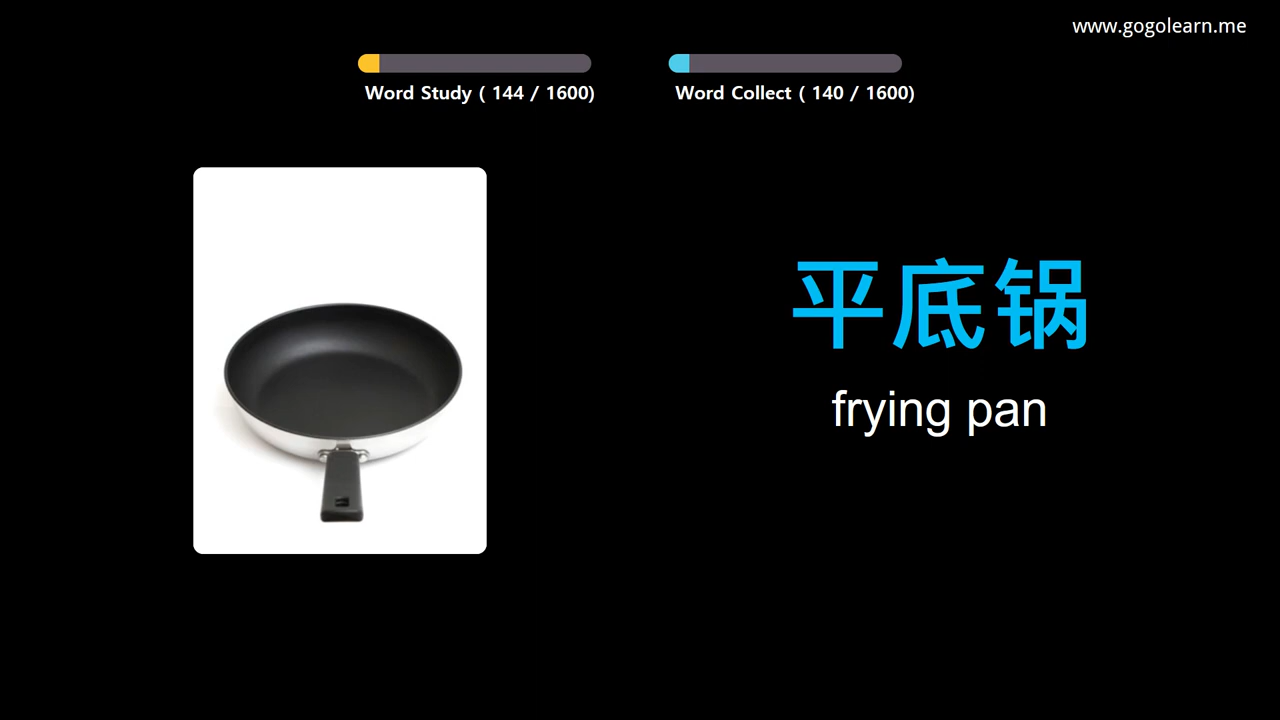 www.gogolearn.me
Word Study ( 144 / 1600)
Word Collect ( 140 / 1600)
平底锅
frying pan